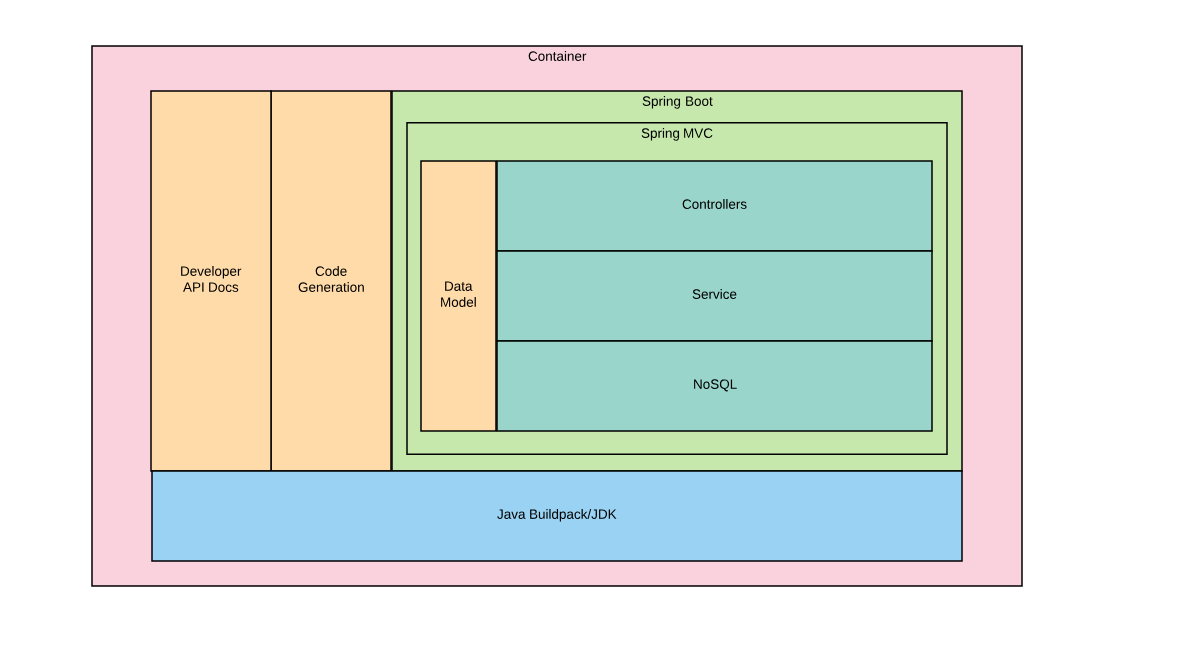 Container
Spring Boot
Spring MVC
Controllers
Developer
API Docs
Code
Generation
Data
Model
Service
NoSQL
Java Buildpack/JDK